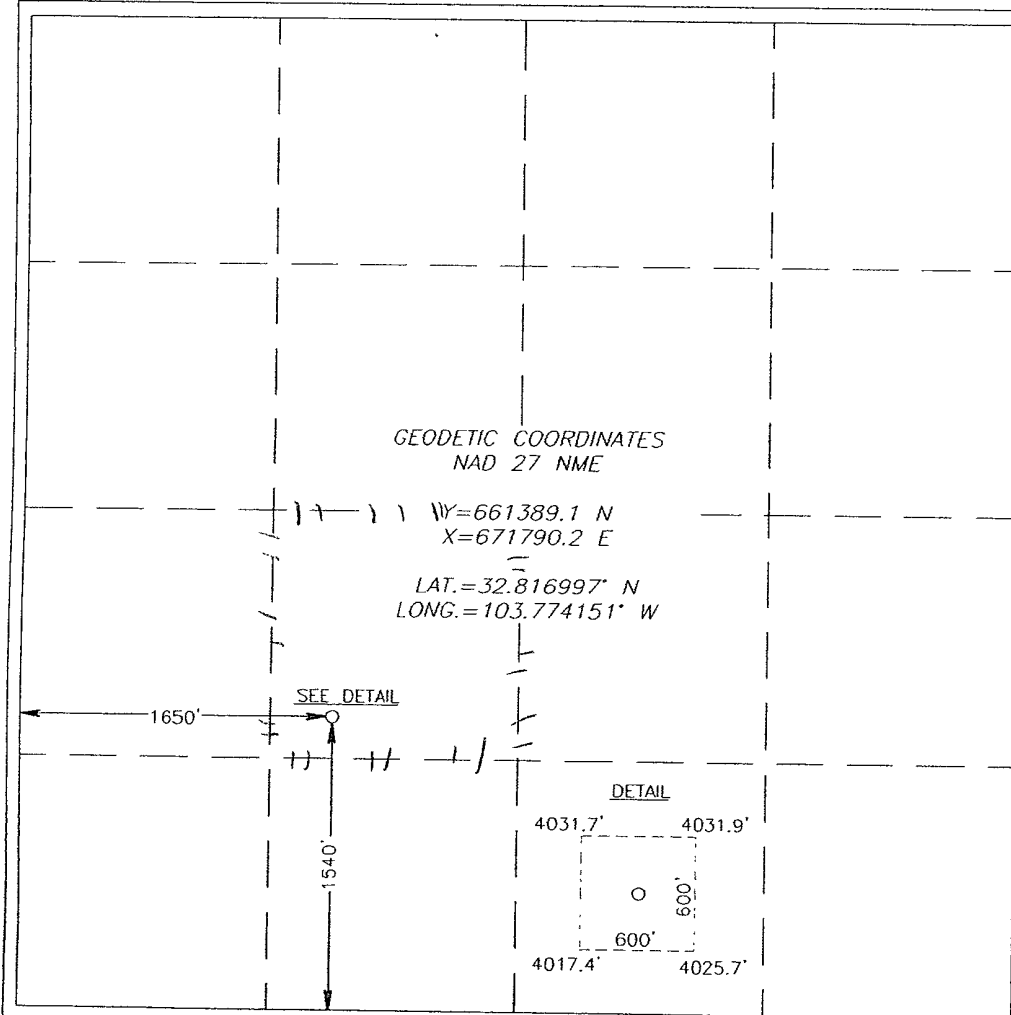 GEODETIC COORDINATES
NAD 27 NME
Y=661389.1 N
X=671790.2 E
LAT.=32.816997° N
LONG.=103.774151° W
SEE DETAIL
1650'
1540'
DETAIL
4031.7' 4031.9'
600'
600'
4017.4' 4025.7'